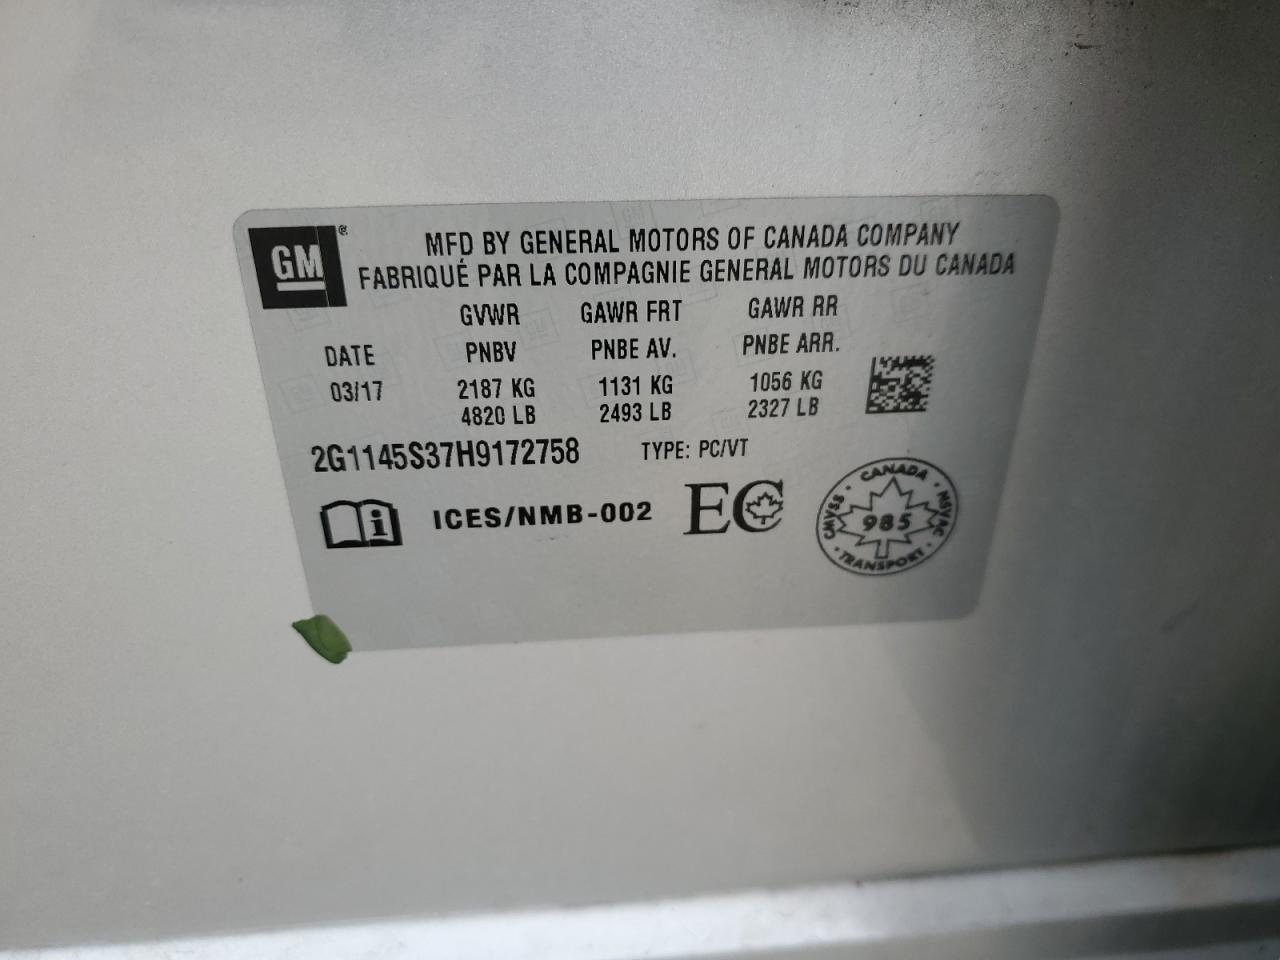 GM®
MFD BY GENERAL MOTORS OF CANADA COMPANY
FABRIQUÉ PAR LA COMPAGNIE GENERAL MOTORS DU CANADA
GVWR GAWR FRT GAWR RR
DATE PNBV PNBE AV. PNBE ARR.
03/17 2187 KG 1131 KG 1056 KG
4820 LB 2493 LB 2327 LB
2G1145S37H9172758 TYPE: PC/VT
i ICES/NMB-002 EC
CANADA
CMVSS 985 NSVAC
TRANSPORT